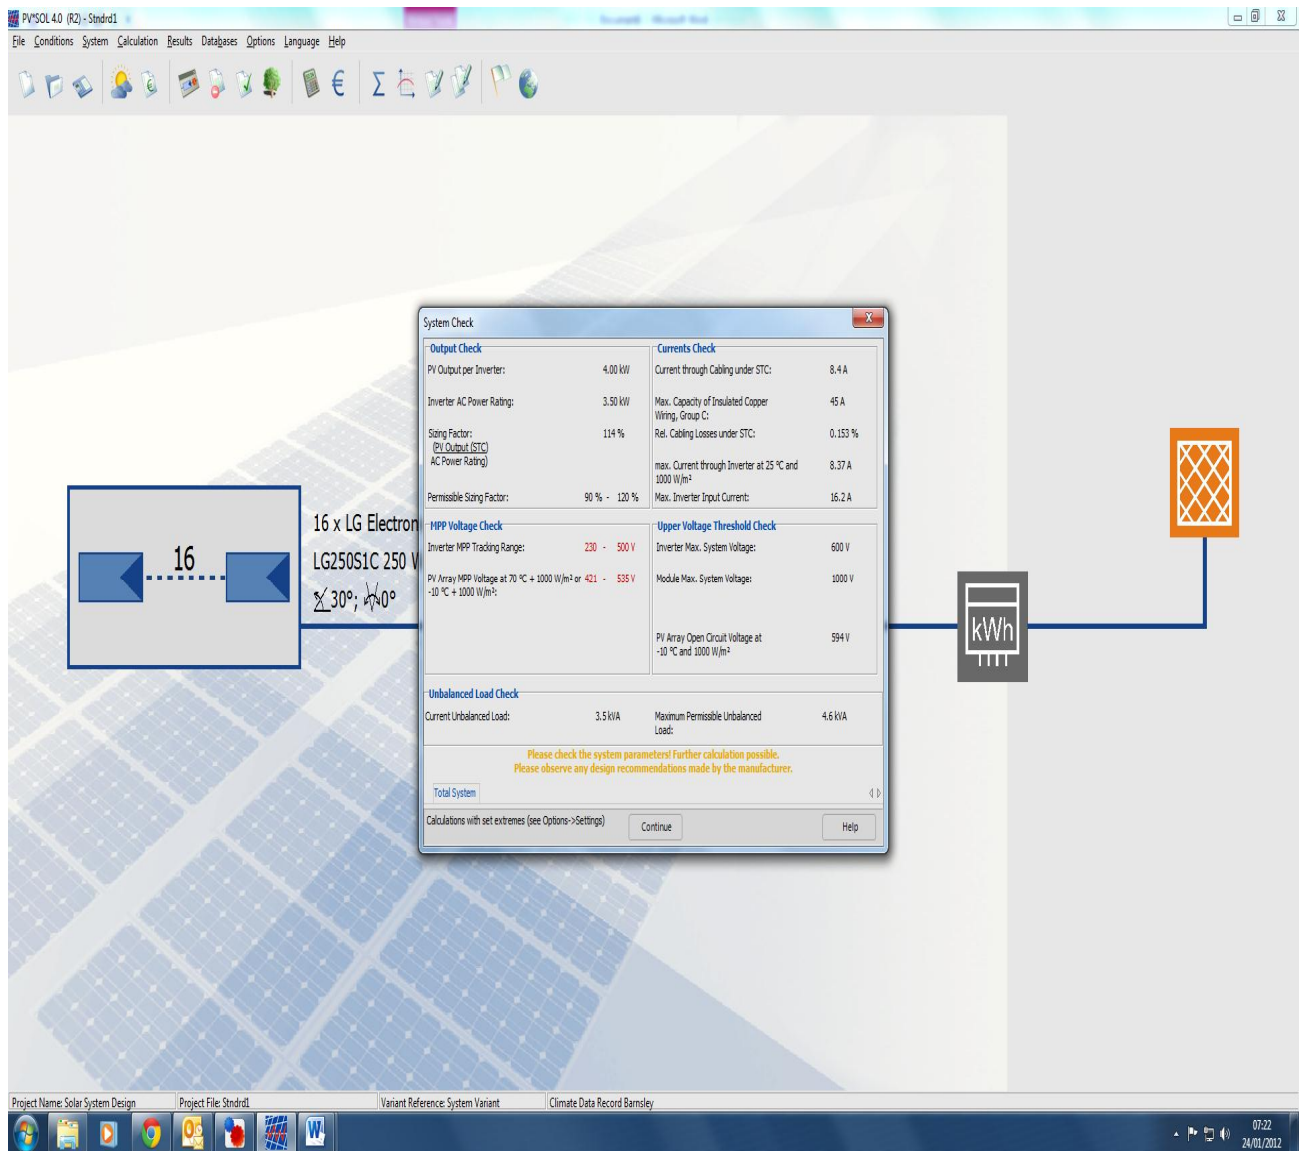 PV*SOL 4.0 (R2) - Stndrd1
File Conditions System Calculation Results Databases Options Language Help
System Check
Output Check
PV Output per Inverter: 4.00 kW
Inverter AC Power Rating: 3.50 kW
Sizing Factor: 114 %
(PV Output (STC)
AC Power Rating)
Permissible Sizing Factor: 90 % - 120 %
Currents Check
Current through Cabling under STC: 8.4 A
Max. Capacity of Insulated Copper 45 A
Wiring, Group C:
Rel. Cabling Losses under STC: 0.153 %
max. Current through Inverter at 25 °C and 8.37 A
1000 W/m²
Max. Inverter Input Current: 16.2 A
16
16 x LG Electron
LG250S1C 250 W
30°; 0°
MPP Voltage Check
Inverter MPP Tracking Range: 230 - 500 V
PV Array MPP Voltage at 70 °C + 1000 W/m² or 421 - 535 V
-10 °C + 1000 W/m²:
Upper Voltage Threshold Check
Inverter Max. System Voltage: 600 V
Module Max. System Voltage: 1000 V
PV Array Open Circuit Voltage at 594 V
-10 °C and 1000 W/m²
kWh
Unbalanced Load Check
Current Unbalanced Load: 3.5 kVA
Maximum Permissible Unbalanced 4.6 kVA
Load:
Please check the system parameters! Further calculation possible.
Please observe any design recommendations made by the manufacturer.
Total System
Calculations with set extremes (see Options->Settings)
Continue
Help
Project Name: Solar System Design
Project File: Stndrd1
Variant Reference: System Variant
Climate Data Record Barnsley
07:22
24/01/2012